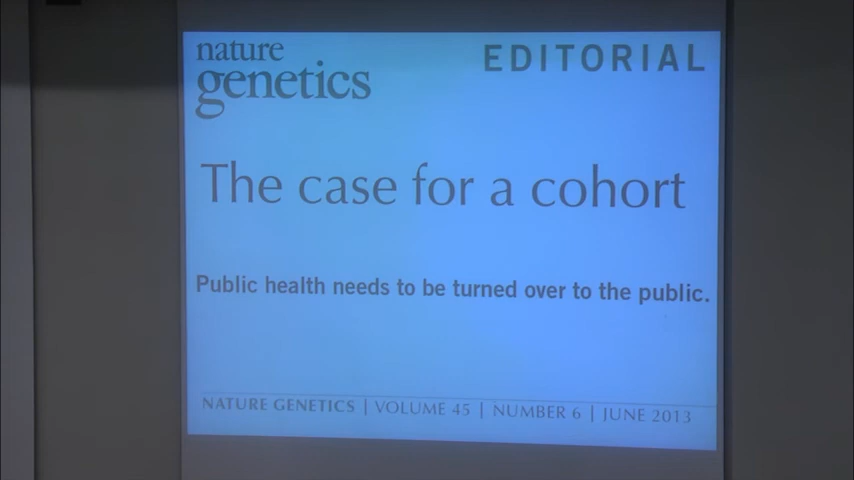 nature
genetics
EDITORIAL
The case for a cohort
Public health needs to be turned over to the public.
NATURE GENETICS | VOLUME 45 | NUMBER 6 | JUNE 2013